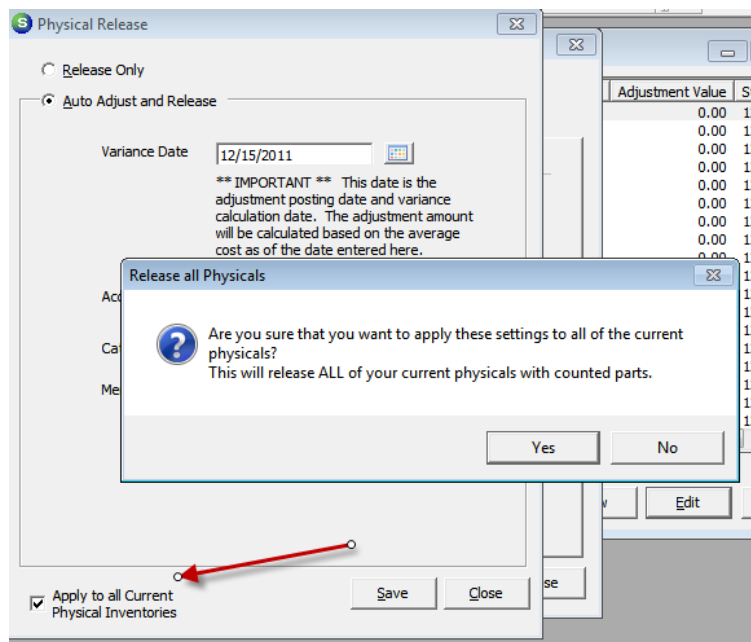 Physical Release
Release Only
Auto Adjust and Release
Variance Date 12/15/2011
** IMPORTANT ** This date is the
adjustment posting date and variance
calculation date. The adjustment amount
will be calculated based on the average
cost as of the date entered here.
Release all Physicals
Are you sure that you want to apply these settings to all of the current
physicals?
This will release ALL of your current physicals with counted parts.
Yes No
Apply to all Current
Physical Inventories
Save Close
Adjustment Value
0.00
0.00
0.00
0.00
0.00
0.00
0.00
0.00
Edit